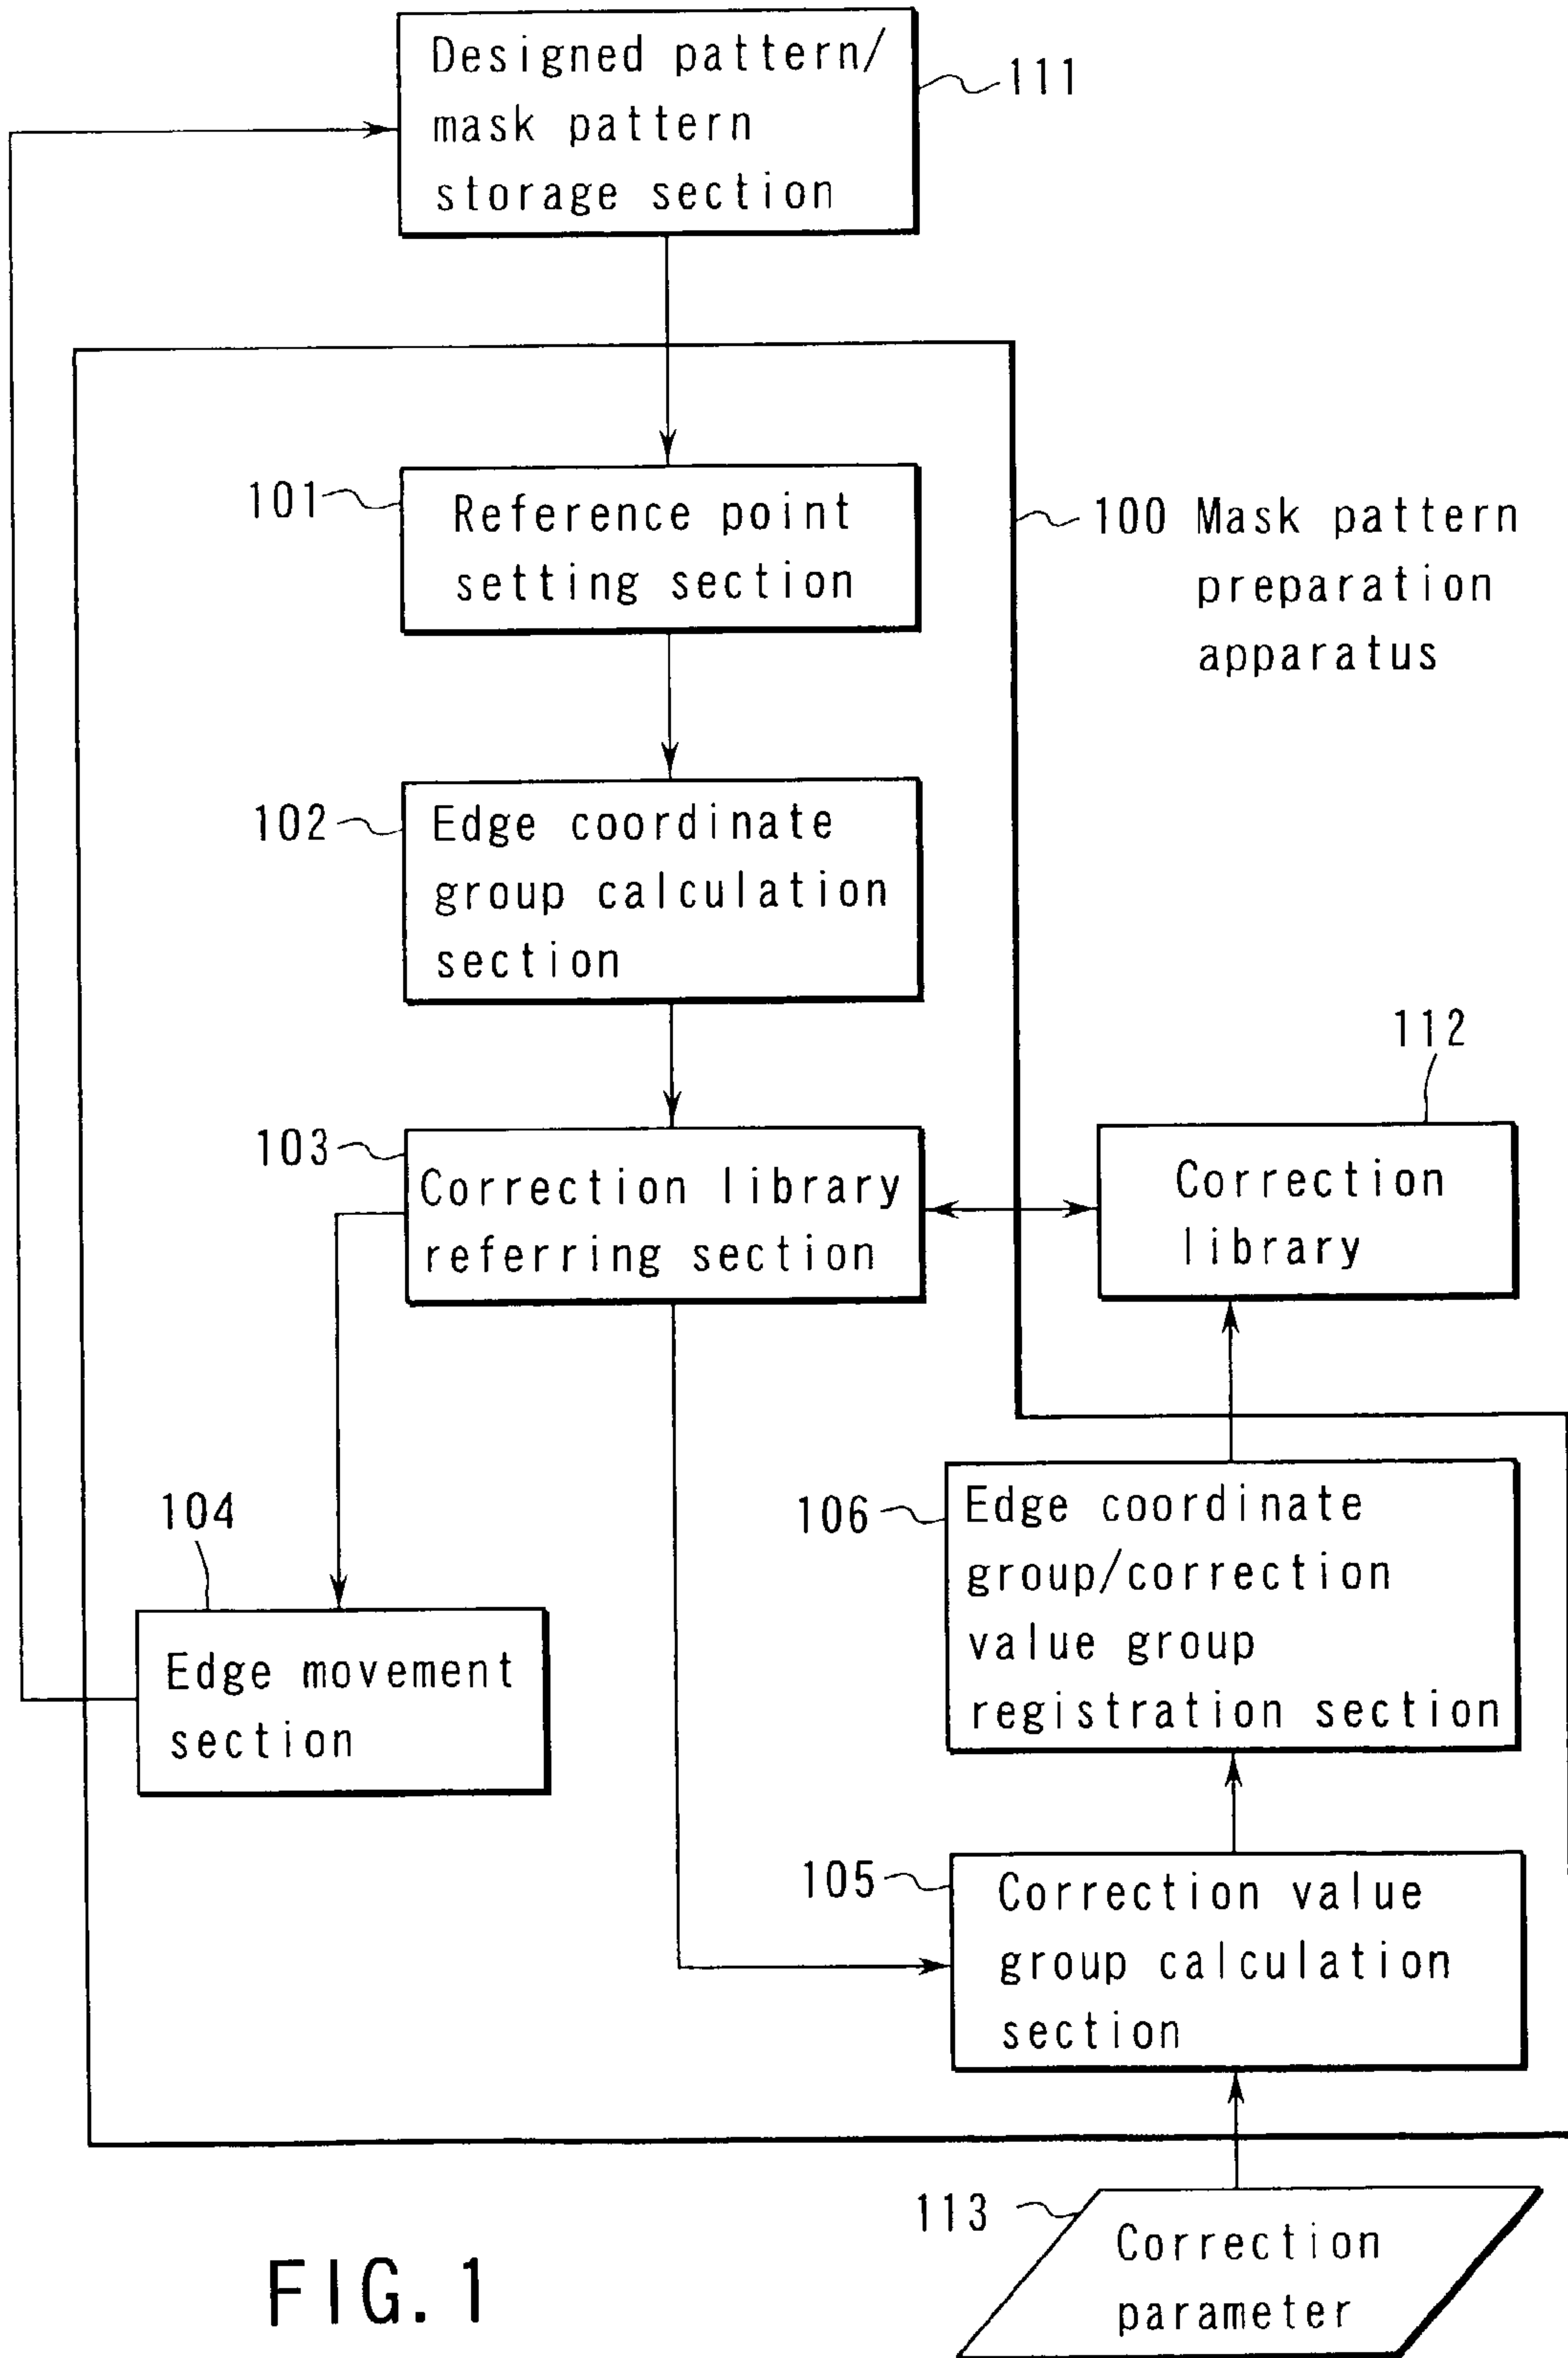 Designed pattern/
mask pattern
storage section
111
101
Reference point
setting section
100 Mask pattern
preparation
apparatus
102
Edge coordinate
group calculation
section
112
103
Correction library
referring section
Correction
library
104
Edge movement
section
106
Edge coordinate
group/correction
value group
registration section
105
Correction value
group calculation
section
113
Correction
parameter
FIG. 1